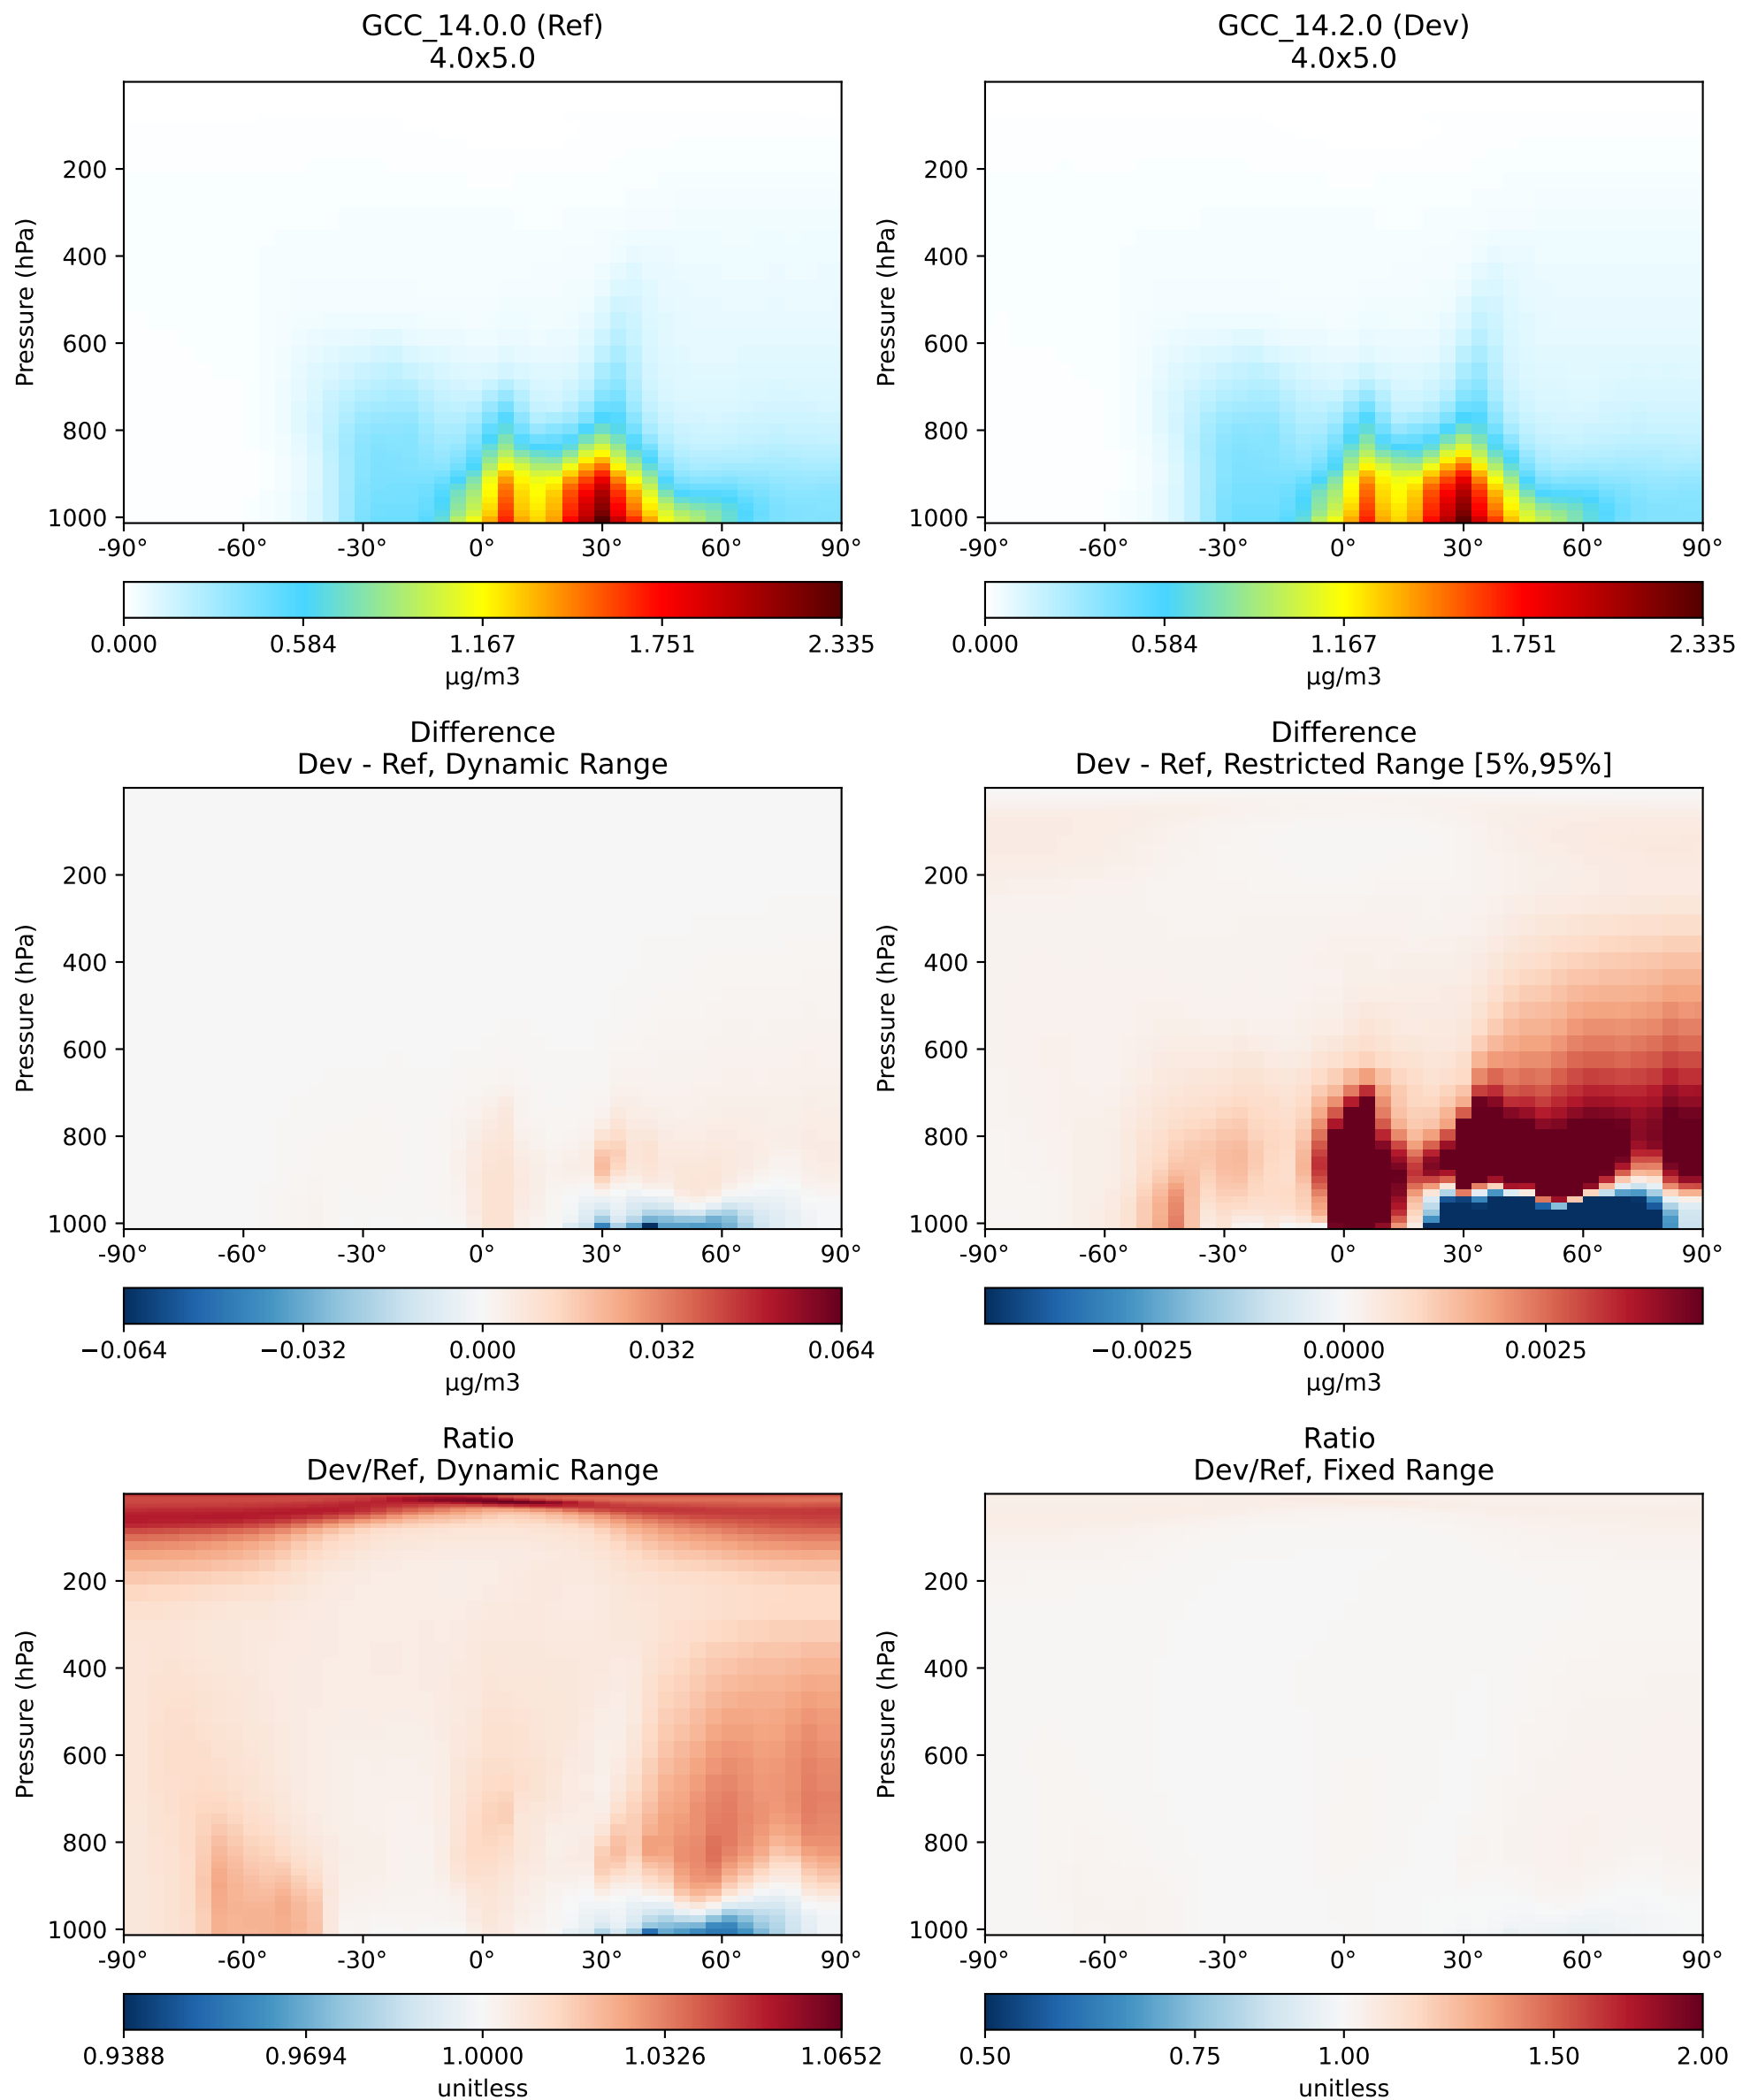 GCC_14.0.0 (Ref)
4.0x5.0
Pressure (hPa)
200
400
600
800
1000
-90° -60° -30° 0° 30° 60° 90°
0.000 0.584 1.167 1.751 2.335
μg/m3
GCC_14.2.0 (Dev)
4.0x5.0
Pressure (hPa)
200
400
600
800
1000
-90° -60° -30° 0° 30° 60° 90°
0.000 0.584 1.167 1.751 2.335
μg/m3
Difference
Dev - Ref, Dynamic Range
Pressure (hPa)
200
400
600
800
1000
-90° -60° -30° 0° 30° 60° 90°
−0.064 −0.032 0.000 0.032 0.064
μg/m3
Difference
Dev - Ref, Restricted Range [5%,95%]
Pressure (hPa)
200
400
600
800
1000
-90° -60° -30° 0° 30° 60° 90°
−0.0025 0.0000 0.0025
μg/m3
Ratio
Dev/Ref, Dynamic Range
Pressure (hPa)
200
400
600
800
1000
-90° -60° -30° 0° 30° 60° 90°
0.9388 0.9694 1.0000 1.0326 1.0652
unitless
Ratio
Dev/Ref, Fixed Range
Pressure (hPa)
200
400
600
800
1000
-90° -60° -30° 0° 30° 60° 90°
0.50 0.75 1.00 1.50 2.00
unitless